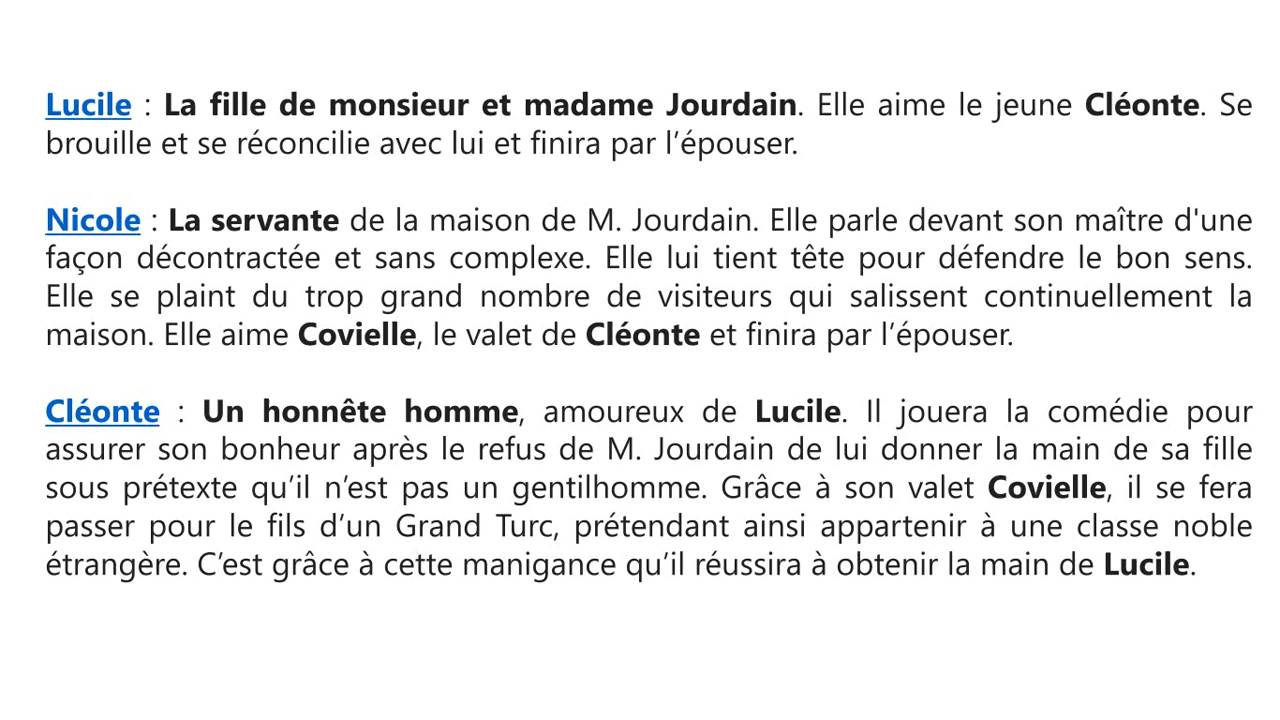 Lucile : La fille de monsieur et madame Jourdain. Elle aime le jeune Cléonte. Se
brouille et se réconcilie avec lui et finira par l’épouser.
Nicole : La servante de la maison de M. Jourdain. Elle parle devant son maître d'une
façon décontractée et sans complexe. Elle lui tient tête pour défendre le bon sens.
Elle se plaint du trop grand nombre de visiteurs qui salissent continuellement la
maison. Elle aime Covielle, le valet de Cléonte et finira par l’épouser.
Cléonte : Un honnête homme, amoureux de Lucile. Il jouera la comédie pour
assurer son bonheur après le refus de M. Jourdain de lui donner la main de sa fille
sous prétexte qu’il n’est pas un gentilhomme. Grâce à son valet Covielle, il se fera
passer pour le fils d’un Grand Turc, prétendant ainsi appartenir à une classe noble
étrangère. C’est grâce à cette manigance qu’il réussira à obtenir la main de Lucile.